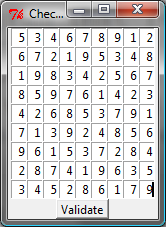 Chec...
5 3 4 6 7 8 9 1 2
6 7 2 1 9 5 3 4 8
1 9 8 3 4 2 5 6 7
8 5 9 7 6 1 4 2 3
4 2 6 8 5 3 7 9 1
7 1 3 9 2 4 8 5 6
9 6 1 5 3 7 2 8 4
2 8 7 4 1 9 6 3 5
3 4 5 2 8 6 1 7 9
Validate